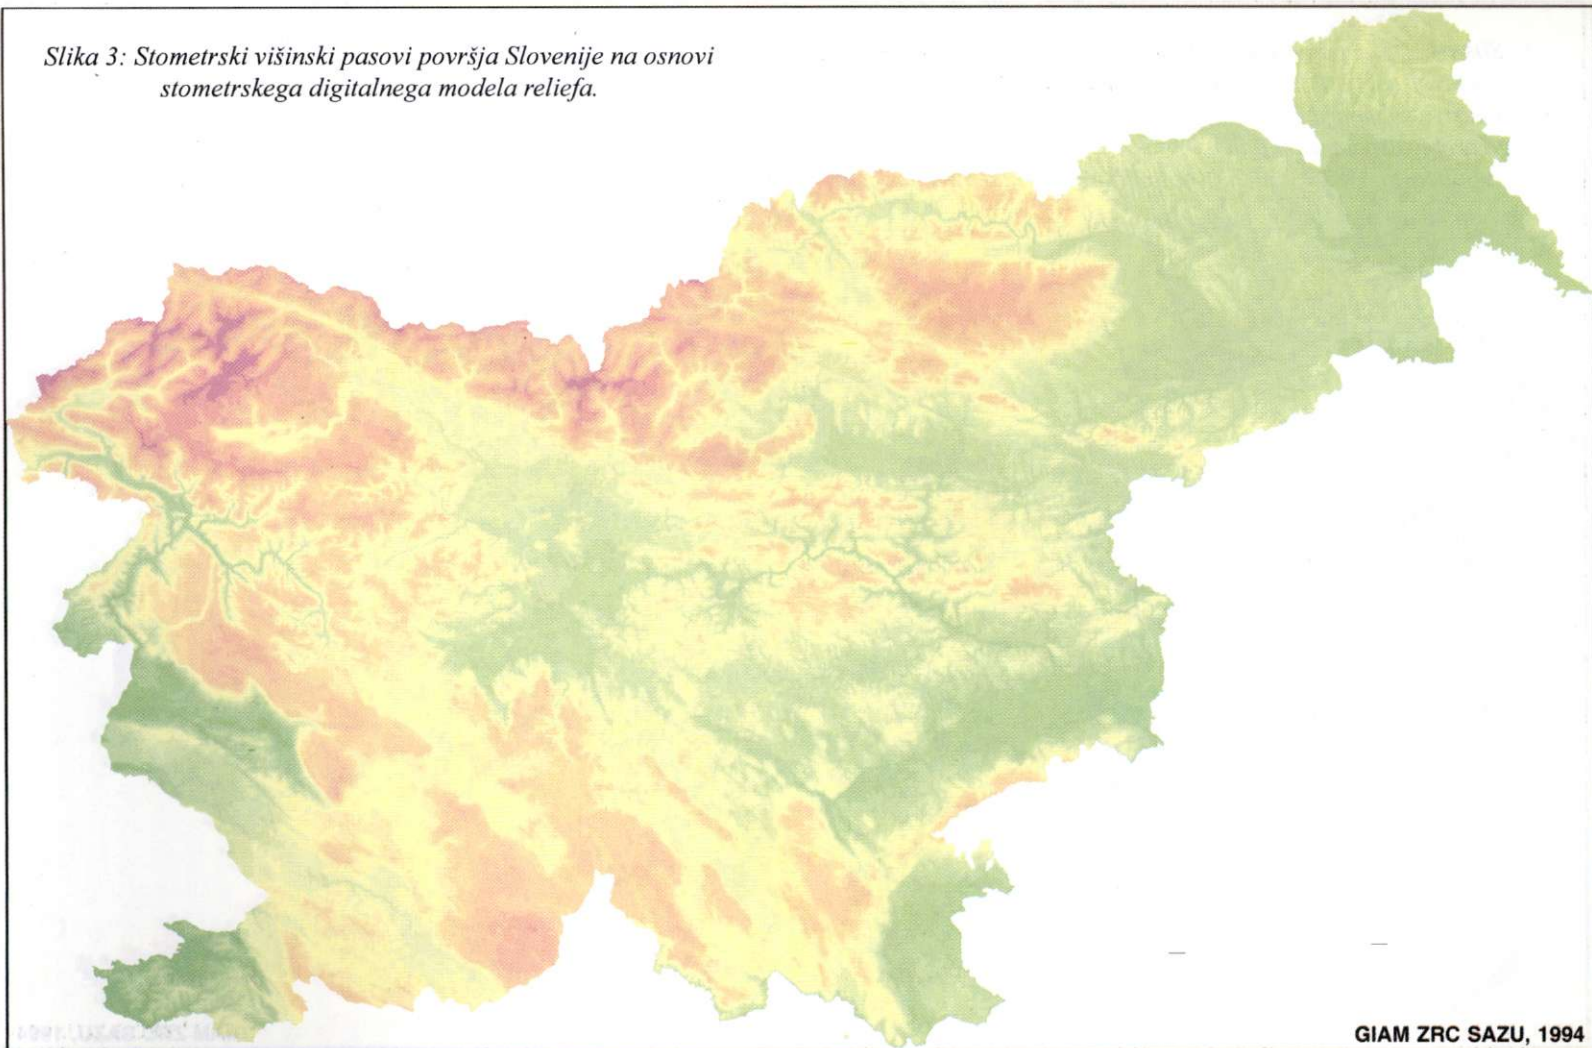 Slika 3: Stometrski višinski pasovi površja Slovenije na osnovi
stometrskega digitalnega modela reliefa.
GIAM ZRC SAZU, 1994